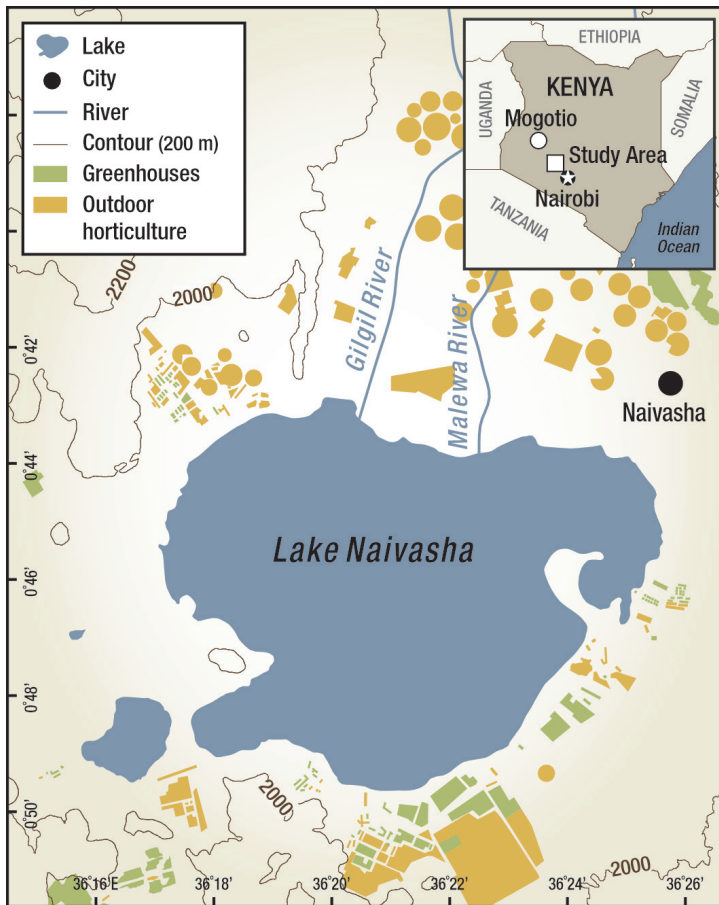 Lake
City
River
Contour (200 m)
Greenhouses
Outdoor
horticulture
ETHIOPIA
UGANDA
KENYA
SOMALIA
Mogotio
Study Area
Nairobi
TANZANIA
Indian
Ocean
2200
2000
Gilgil River
Malewa River
Naivasha
Lake Naivasha
2000
2000
0°42'
0°44'
0°46'
0°48'
0°50'
36°16'E
36°18'
36°20'
36°22'
36°24'
36°26'